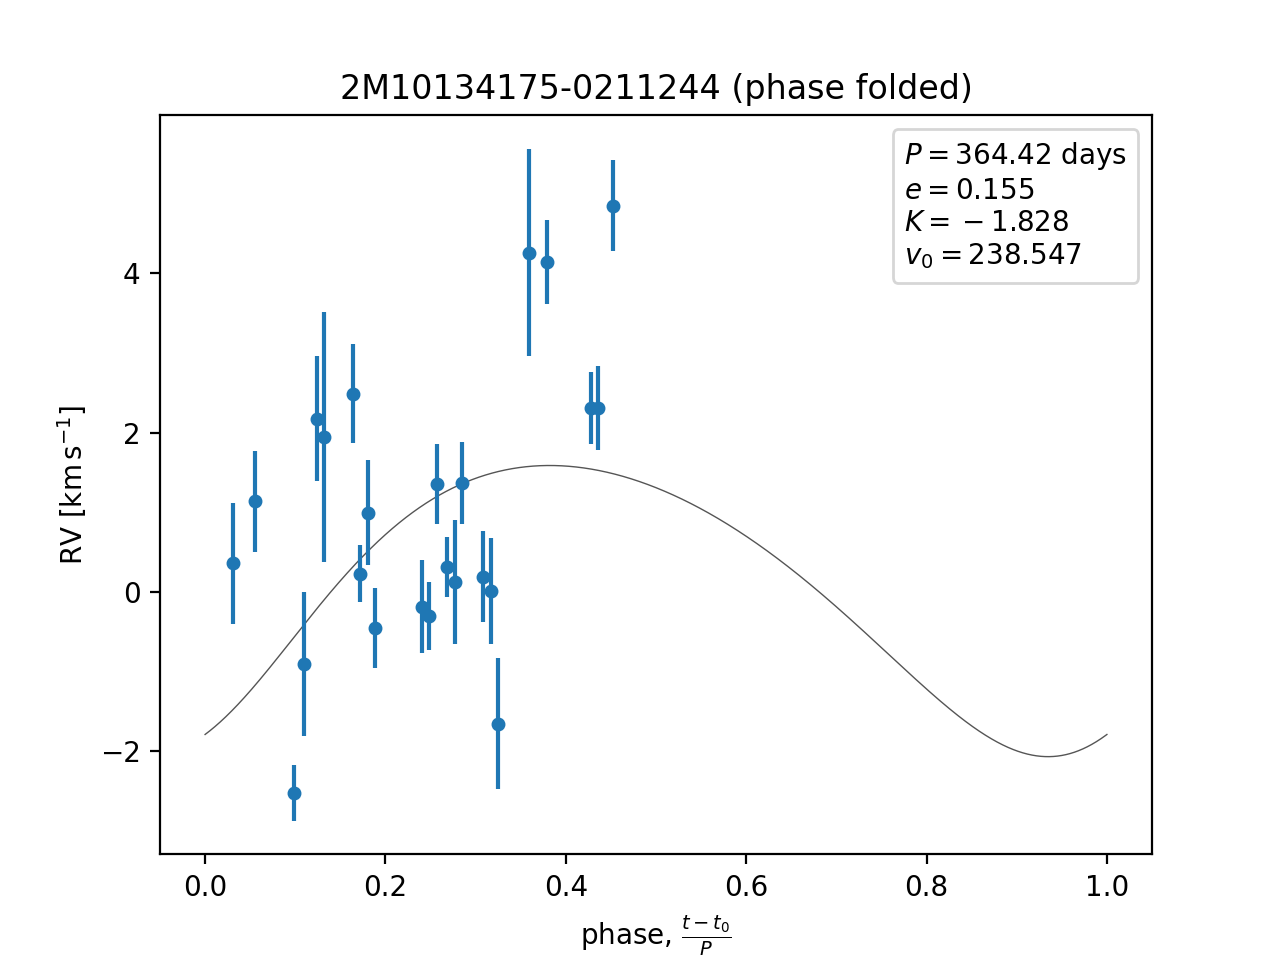 2M10134175-0211244 (phase folded)
P = 364.42 days
e = 0.155
K = −1.828
v₀ = 238.547
RV [km s⁻¹]
4
2
0
−2
0.0 0.2 0.4 0.6 0.8 1.0
phase, (t − t₀)/P